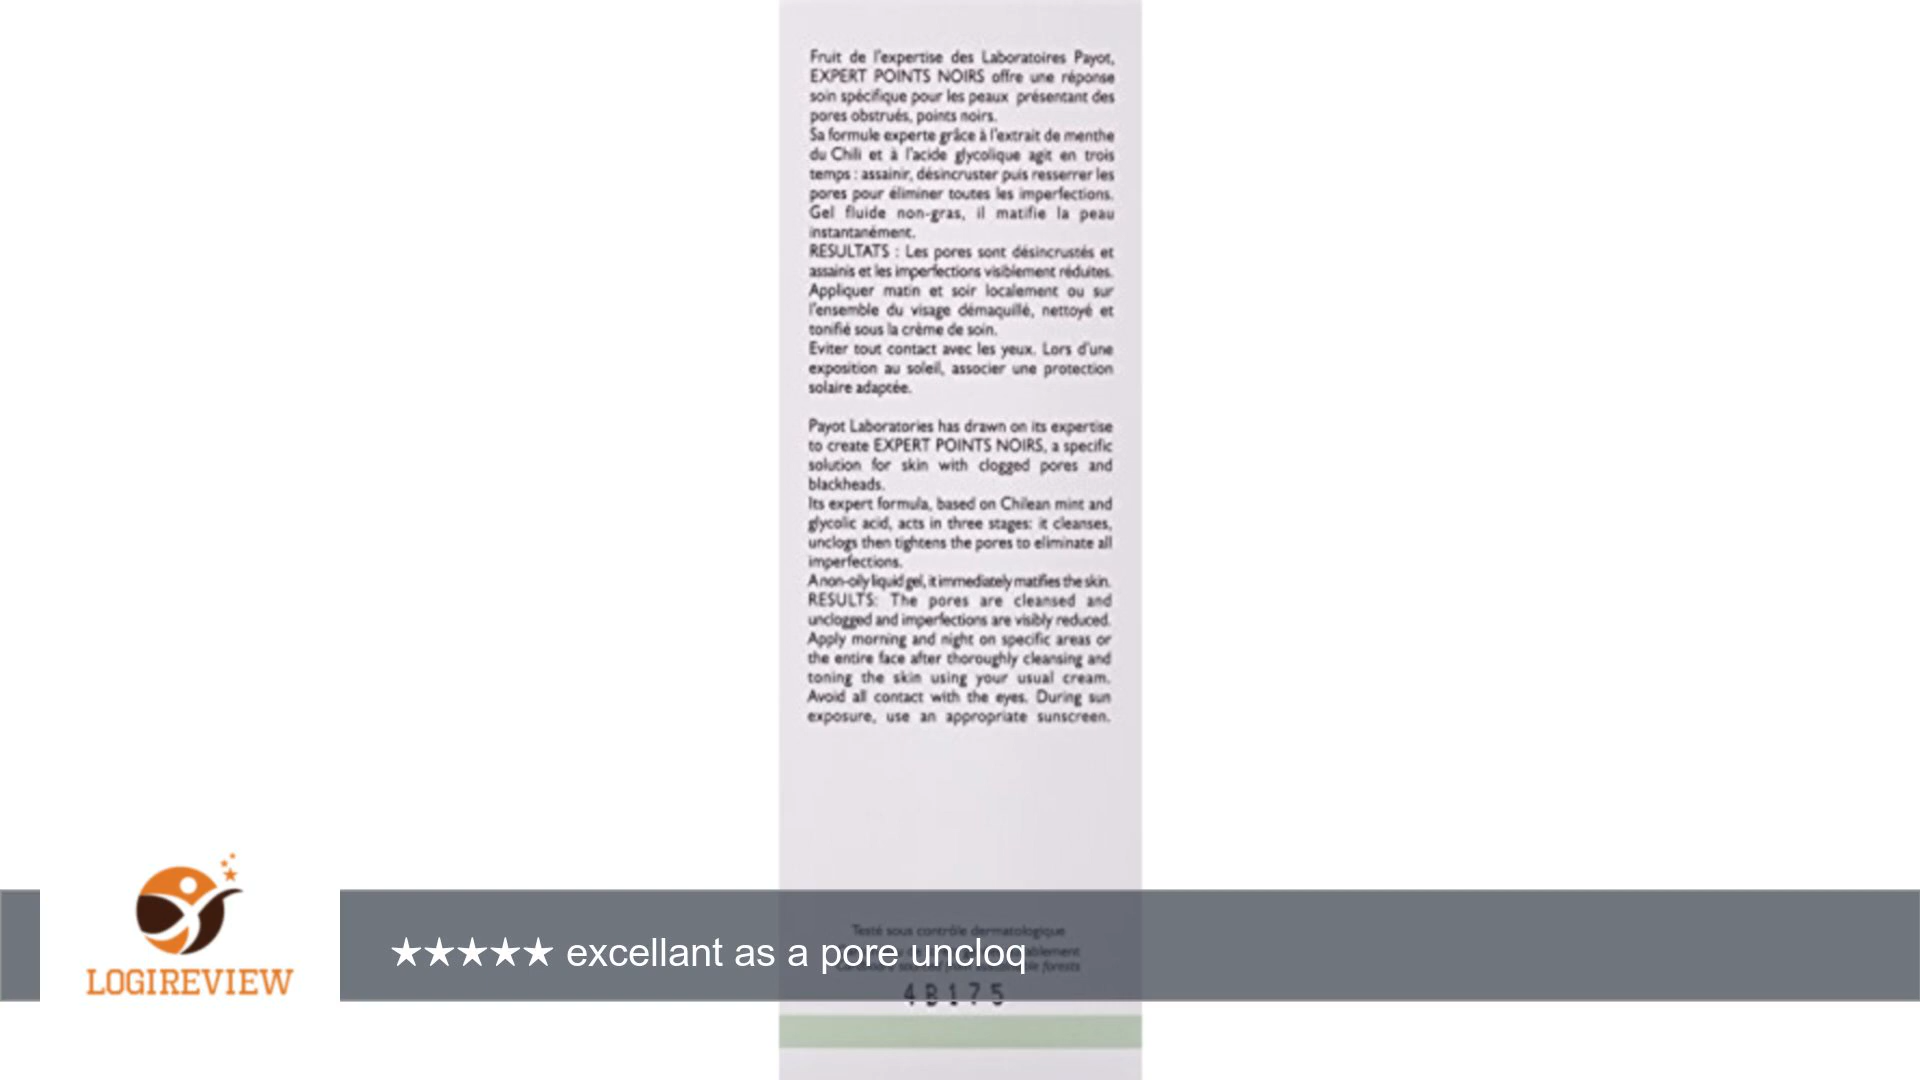 Fruit de l'expertise des Laboratoires Payot,
EXPERT POINTS NOIRS offre une réponse
soin spécifique pour les peaux présentant des
pores obstrués, points noirs.
Sa formule experte grâce à l'extrait de menthe
du Chili et à l'acide glycolique agit en trois
temps : assainir, désincruster puis resserrer les
pores pour éliminer toutes les imperfections.
Gel fluide non-gras, il matifie la peau
instantanément.
RESULTATS : Les pores sont désincrustés et
assainis et les imperfections visiblement réduites.
Appliquer matin et soir localement ou sur
l'ensemble du visage démaquillé, nettoyé et
tonifié sous la crème de soin.
Eviter tout contact avec les yeux. Lors d'une
exposition au soleil, associer une protection
solaire adaptée.
Payot Laboratories has drawn on its expertise
to create EXPERT POINTS NOIRS, a specific
solution for skin with clogged pores and
blackheads.
Its expert formula, based on Chilean mint and
glycolic acid, acts in three stages: it cleanses,
unclogs then tightens the pores to eliminate all
imperfections.
A non-oily liquid gel, it immediately matifies the skin.
RESULTS: The pores are cleansed and
unclogged and imperfections are visibly reduced.
Apply morning and night on specific areas or
the entire face after thoroughly cleansing and
toning the skin using your usual cream.
Avoid all contact with the eyes. During sun
exposure, use an appropriate sunscreen.
Testé sous contrôle dermatologique
forests
4B175
★★★★★ excellant as a pore uncloq
LOGIREVIEW